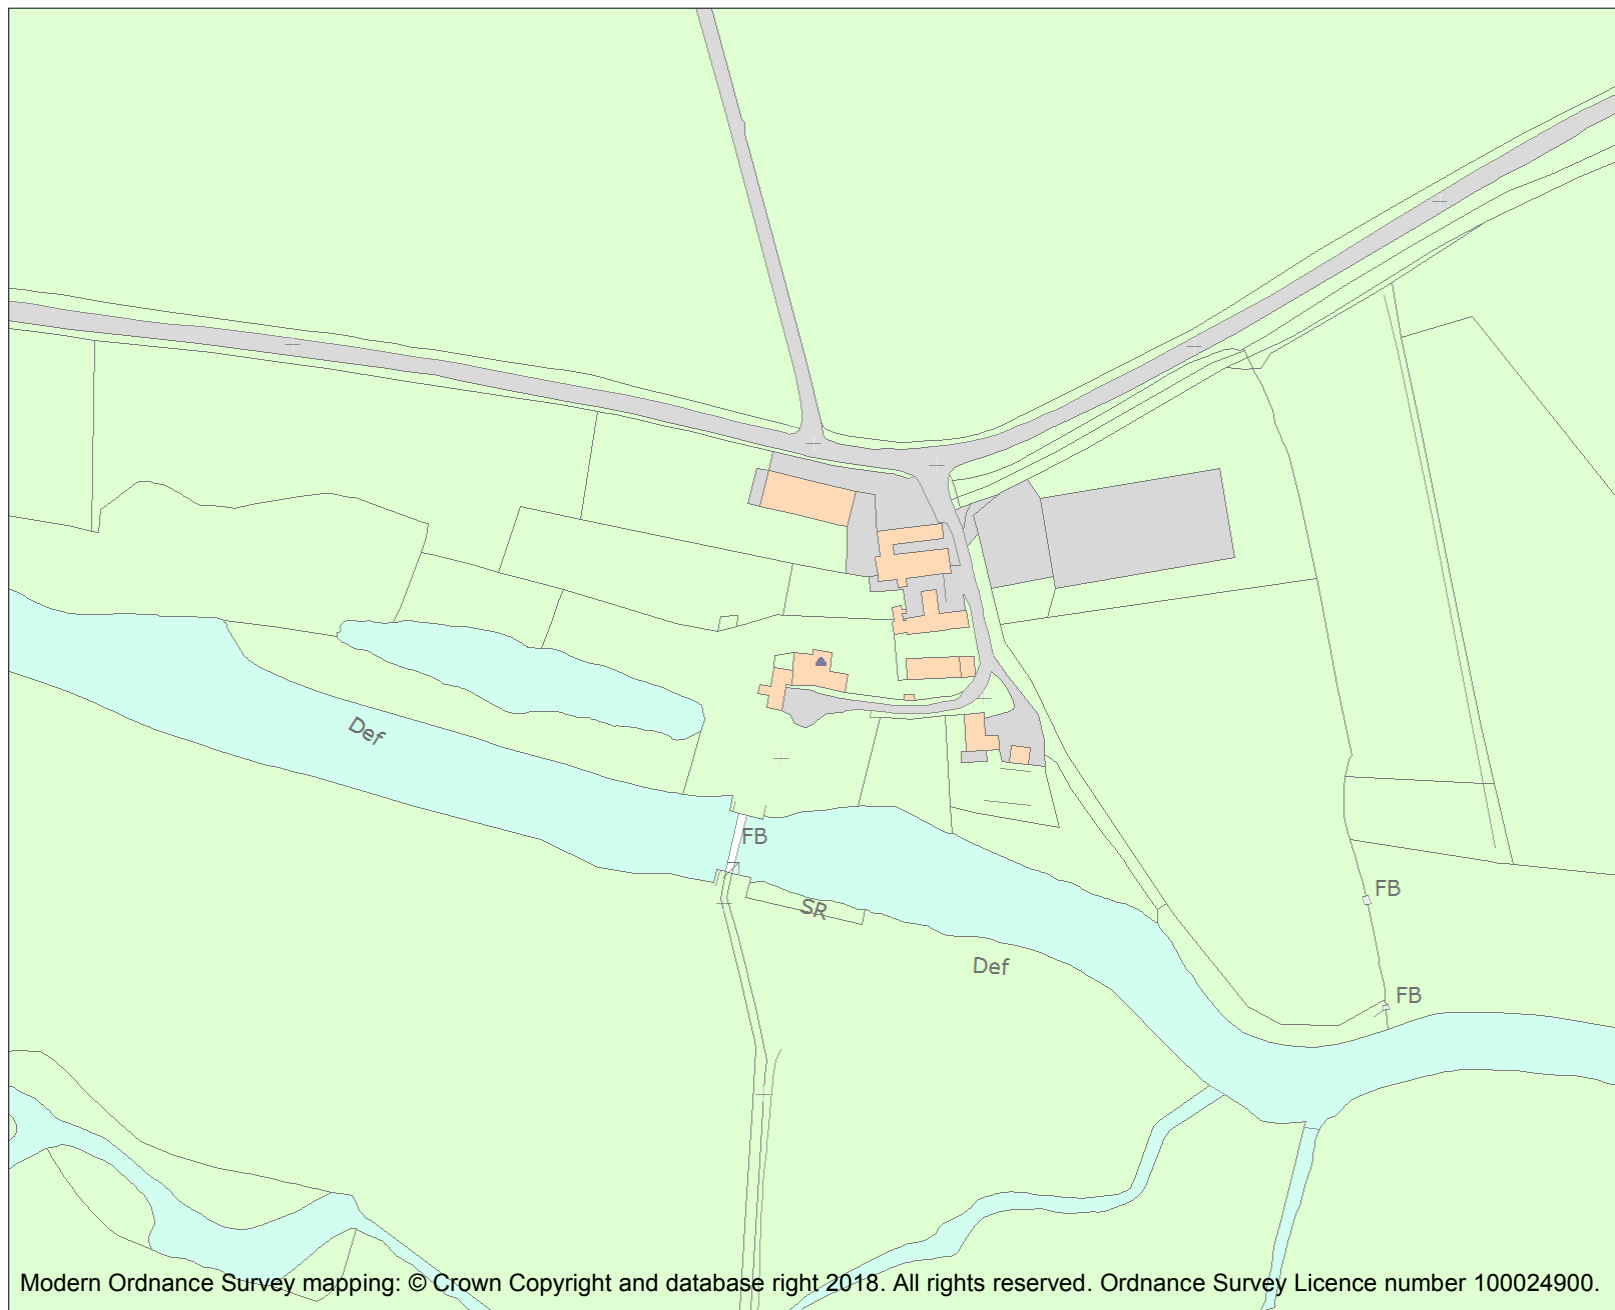 Def
FB
SR
FB
Def
FB
Modern Ordnance Survey mapping: © Crown Copyright and database right 2018. All rights reserved. Ordnance Survey Licence number 100024900.